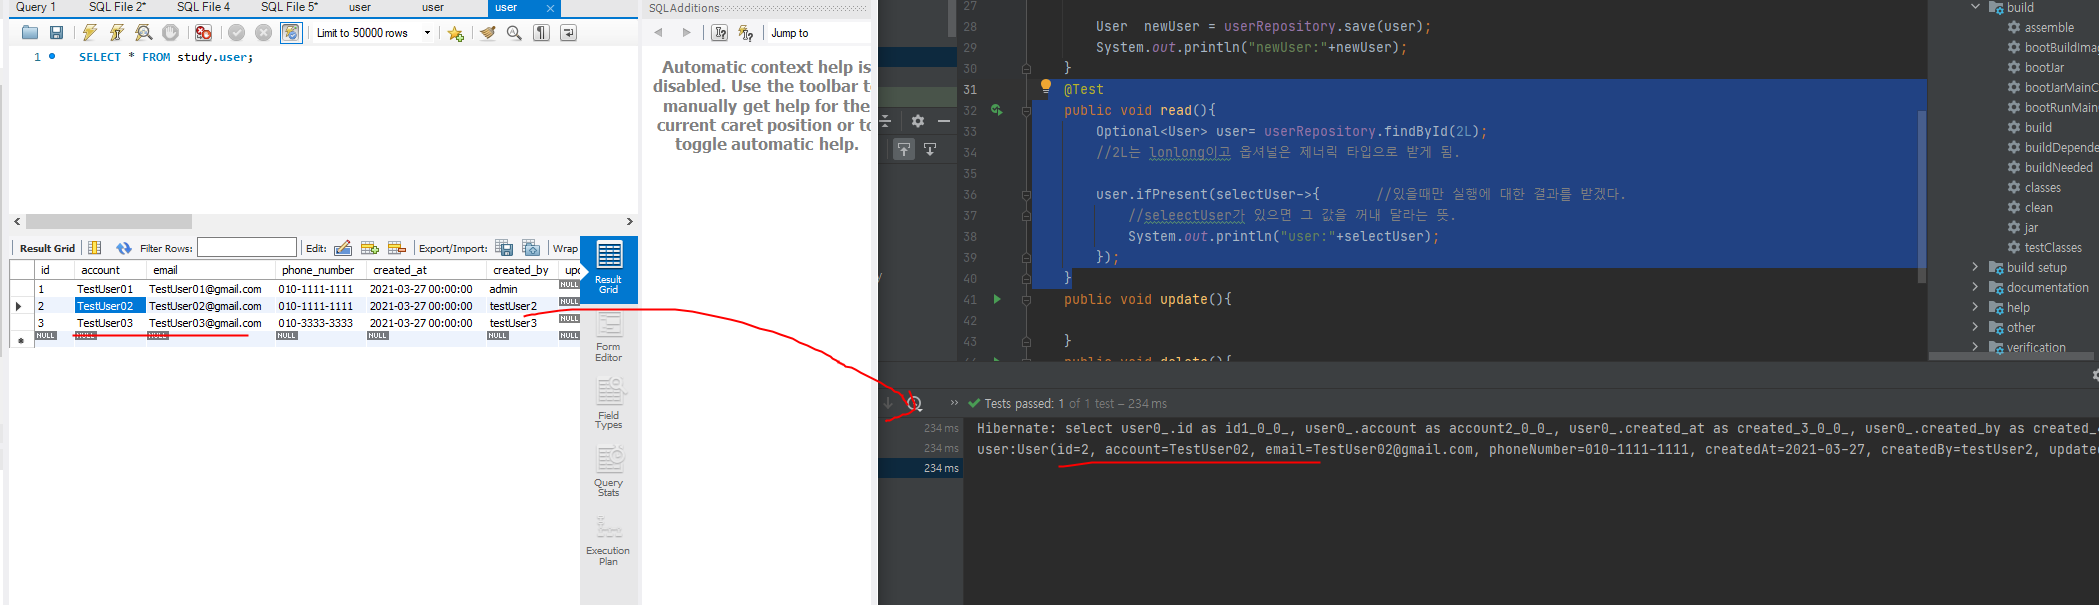 Query 1
SQL File 2*
SQL File 4
SQL File 5*
user
user
user
Limit to 50000 rows
1
SELECT * FROM study.user;
Result Grid
Filter Rows:
Edit:
Export/Import:
Wrap
id account email phone_number created_at created_by
1 TestUser01 TestUser01@gmail.com 010-1111-1111 2021-03-27 00:00:00 admin NULL
2 TestUser02 TestUser02@gmail.com 010-1111-1111 2021-03-27 00:00:00 testUser2 NULL
3 TestUser03 TestUser03@gmail.com 010-3333-3333 2021-03-27 00:00:00 testUser3 NULL
NULL NULL NULL NULL NULL NULL NULL
Result
Grid
Form
Editor
Field
Types
Query
Stats
Execution
Plan
SQLAdditions
Jump to
Automatic context help is
disabled. Use the toolbar
manually get help for the
current caret position or
toggle automatic help.
27
28 User newUser = userRepository.save(user);
29 System.out.println("newUser:"+newUser);
30 }
31 @Test
32 public void read(){
33 Optional<User> user= userRepository.findById(2L);
34 //2L는 lonlong이고 옵셔널은 제너릭 타입으로 받게 됨.
35
36 user.ifPresent(selectUser->{ //있을때만 실행에 대한 결과를 받겠다.
37 //seleectUser가 있으면 그 값을 꺼내 달라는 뜻.
38 System.out.println("user:"+selectUser);
39 });
40 }
41 public void update(){
42
43 }
public void delete(){
build
assemble
bootBuildIma
bootJar
bootJarMainC
bootRunMain
build
buildDepende
buildNeeded
classes
clean
jar
testClasses
build setup
documentation
help
other
verification
Tests passed: 1 of 1 test – 234 ms
234 ms
234 ms
234 ms
Hibernate: select user0_.id as id1_0_0_, user0_.account as account2_0_0_, user0_.created_at as created_3_0_0_, user0_.created_by as created_
user:User(id=2, account=TestUser02, email=TestUser02@gmail.com, phoneNumber=010-1111-1111, createdAt=2021-03-27, createdBy=testUser2, update